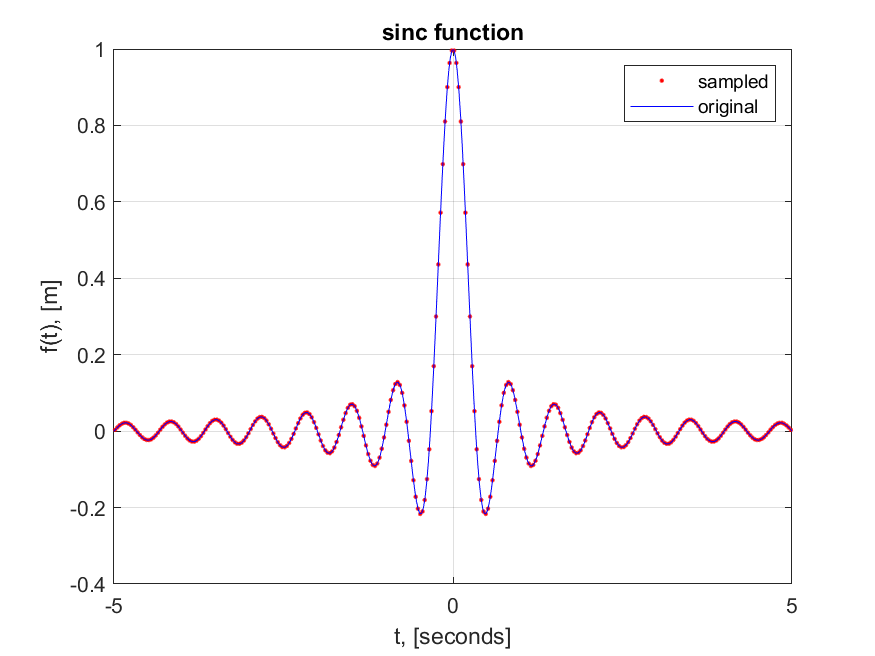 sinc function
sampled
original
1
0.8
0.6
0.4
0.2
0
-0.2
-0.4
f(t), [m]
-5 0 5
t, [seconds]